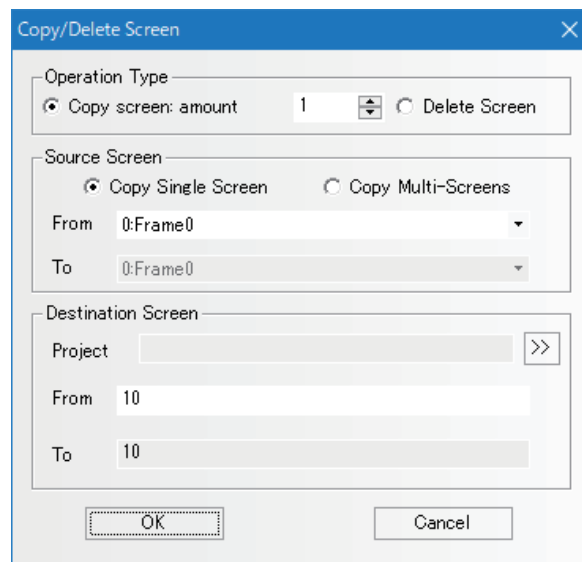 Copy/Delete Screen
Operation Type
Copy screen: amount 1 Delete Screen
Source Screen
Copy Single Screen Copy Multi-Screens
From 0:Frame0
To 0:Frame0
Destination Screen
Project >>
From 10
To 10
OK Cancel